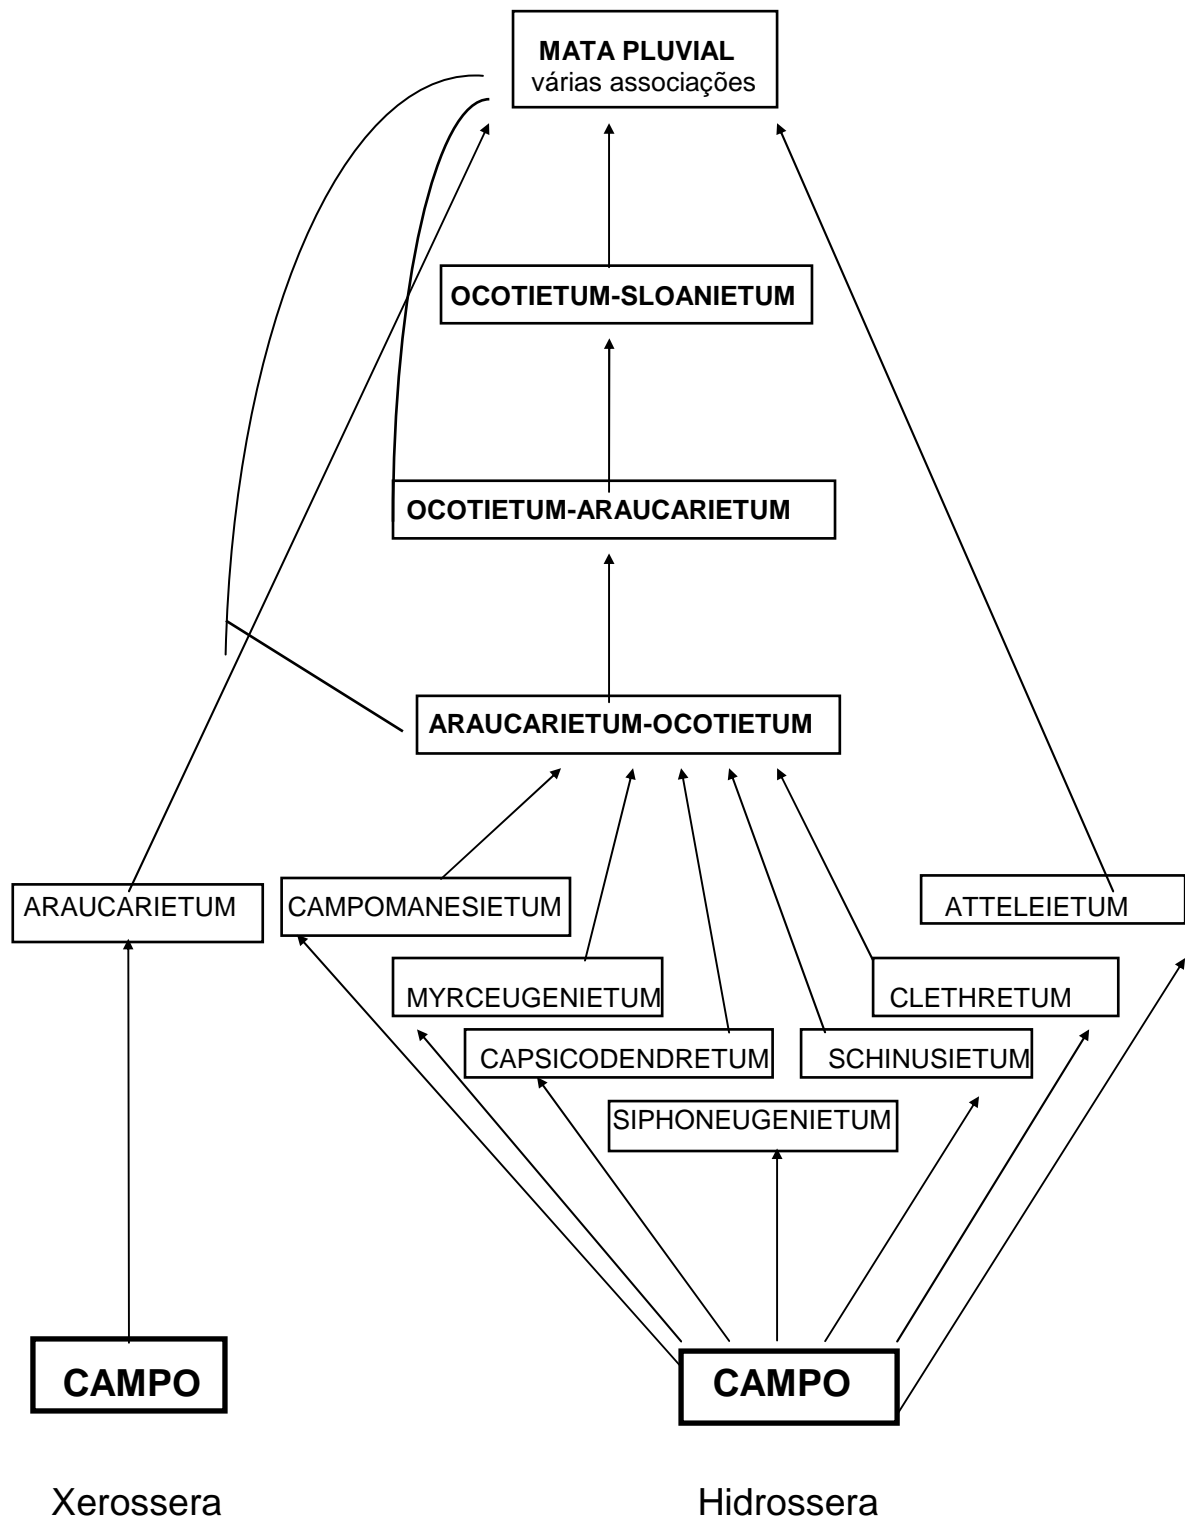 MATA PLUVIAL
várias associações
OCOTIETUM-SLOANIETUM
OCOTIETUM-ARAUCARIETUM
ARAUCARIETUM-OCOTIETUM
ARAUCARIETUM
CAMPOMANESIETUM
ATTELEIETUM
MYRCEUGENIETUM
CLETHRETUM
CAPSICODENDRETUM
SCHINUSIETUM
SIPHONEUGENIETUM
CAMPO
CAMPO
Xerossera
Hidrossera